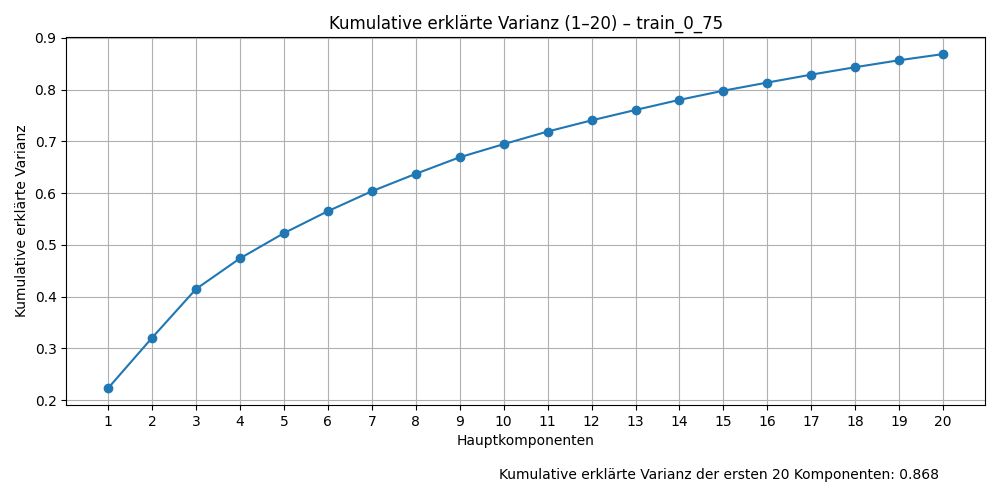 Kumulative erklärte Varianz (1–20) – train_0_75
Kumulative erklärte Varianz
0.9
0.8
0.7
0.6
0.5
0.4
0.3
0.2
1 2 3 4 5 6 7 8 9 10 11 12 13 14 15 16 17 18 19 20
Hauptkomponenten
Kumulative erklärte Varianz der ersten 20 Komponenten: 0.868